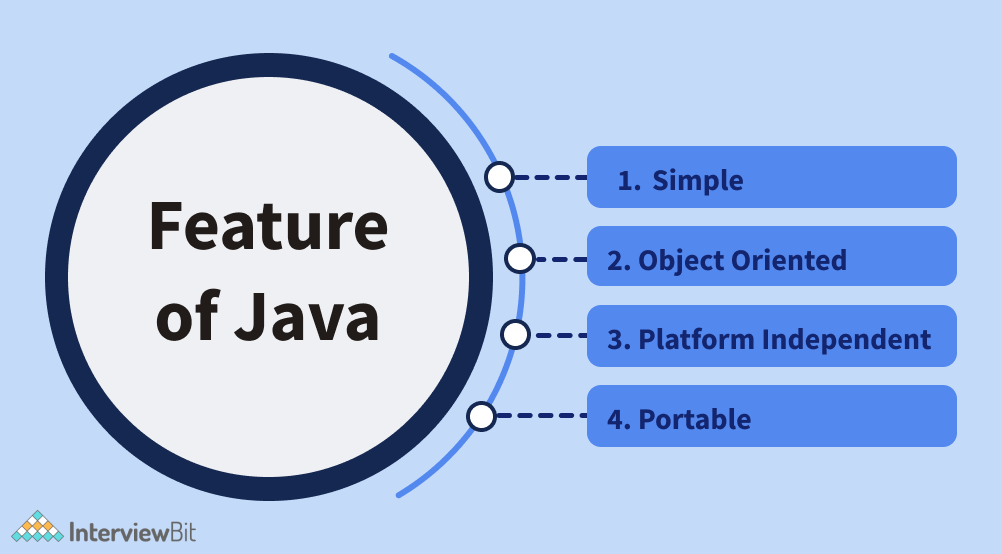 Feature
of Java
1. Simple
2. Object Oriented
3. Platform Independent
4. Portable
InterviewBit